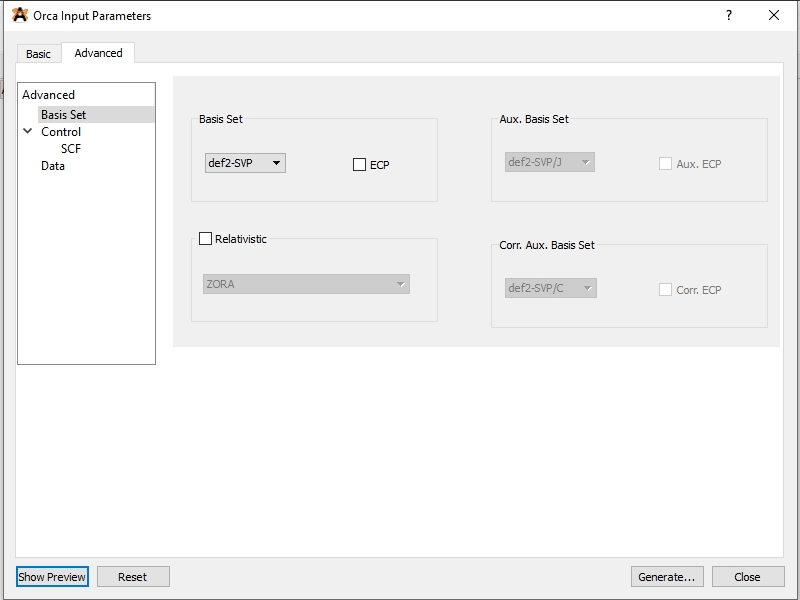 Orca Input Parameters
?
Basic
Advanced
Advanced
Basis Set
Control
SCF
Data
Basis Set
def2-SVP
ECP
Aux. Basis Set
def2-SVP/J
Aux. ECP
Relativistic
ZORA
Corr. Aux. Basis Set
def2-SVP/C
Corr. ECP
Show Preview
Reset
Generate...
Close